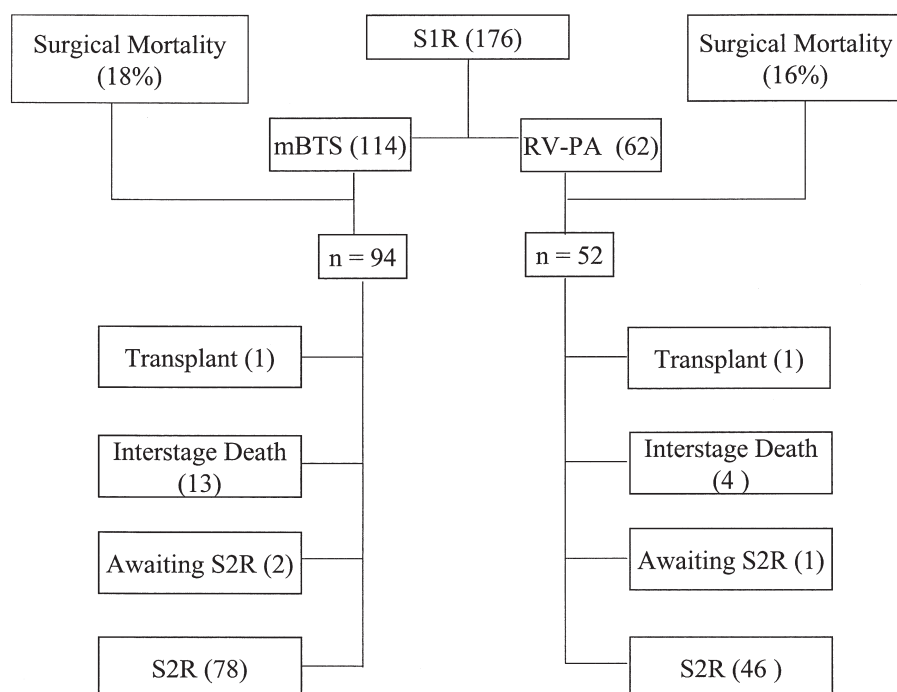 Surgical Mortality
(18%)
S1R (176)
Surgical Mortality
(16%)
mBTS (114)
RV-PA (62)
n = 94
n = 52
Transplant (1)
Transplant (1)
Interstage Death
(13)
Interstage Death
(4 )
Awaiting S2R (2)
Awaiting S2R (1)
S2R (78)
S2R (46 )